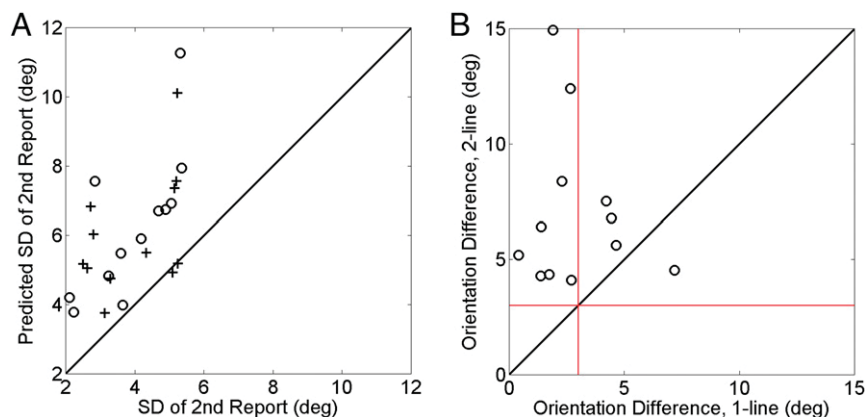 A
Predicted SD of 2nd Report (deg)
12
10
8
6
4
2
2 4 6 8 10 12
SD of 2nd Report (deg)
B
Orientation Difference, 2-line (deg)
15
10
5
0
0 5 10 15
Orientation Difference, 1-line (deg)